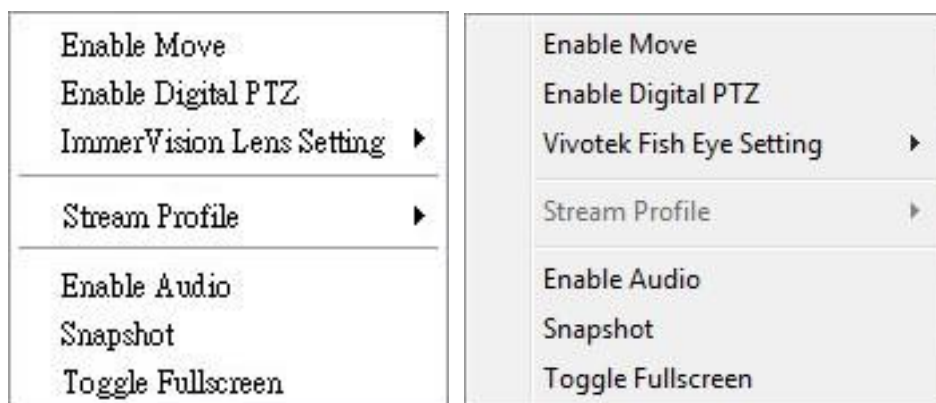 Enable Move
Enable Digital PTZ
ImmerVision Lens Setting
Stream Profile
Enable Audio
Snapshot
Toggle Fullscreen
Enable Move
Enable Digital PTZ
Vivotek Fish Eye Setting
Stream Profile
Enable Audio
Snapshot
Toggle Fullscreen